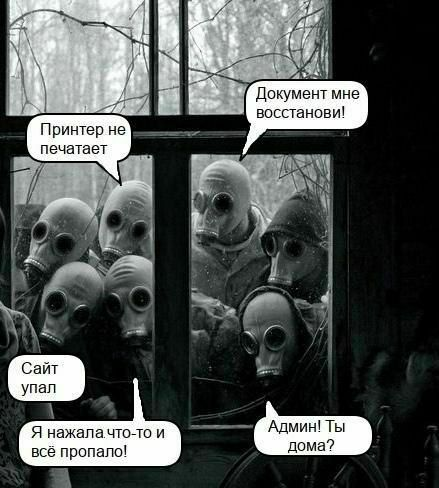 Документ мне
восстанови!
Принтер не
печатает
Сайт
упал
Я нажала что-то и
всё пропало!
Админ! Ты
дома?